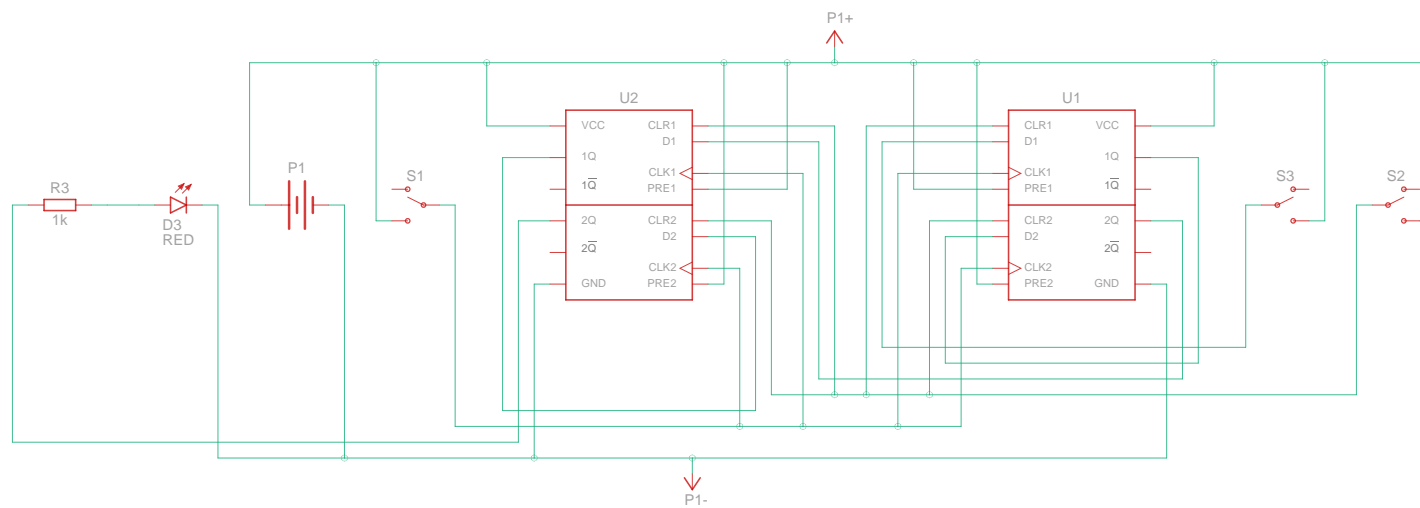 P1+
U2
VCC
CLR1
D1
1Q
CLK1
1Q̅
PRE1
2Q
CLR2
D2
2Q̅
CLK2
GND
PRE2
U1
CLR1
VCC
D1
1Q
CLK1
1Q̅
PRE1
CLR2
2Q
D2
2Q̅
CLK2
PRE2
GND
R3
1k
D3
RED
P1
S1
S3
S2
P1-